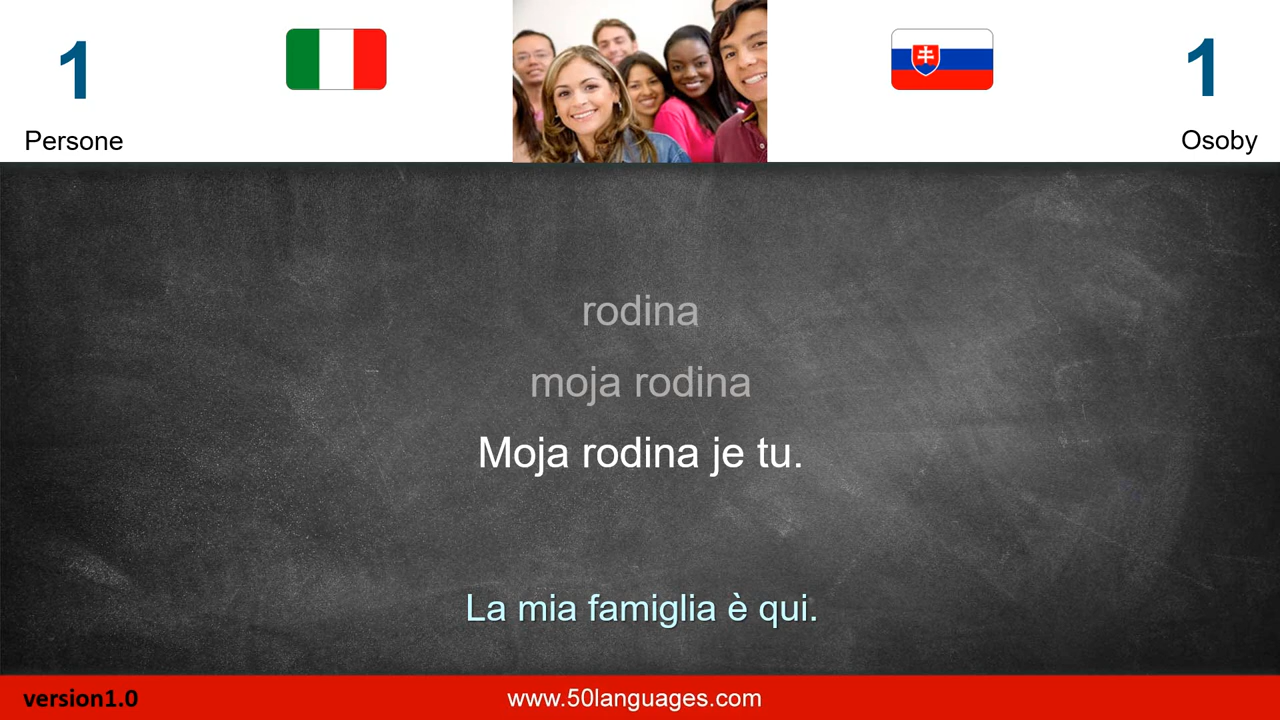 1
1
Persone
Osoby
rodina
moja rodina
Moja rodina je tu.
La mia famiglia è qui.
version1.0
www.50languages.com